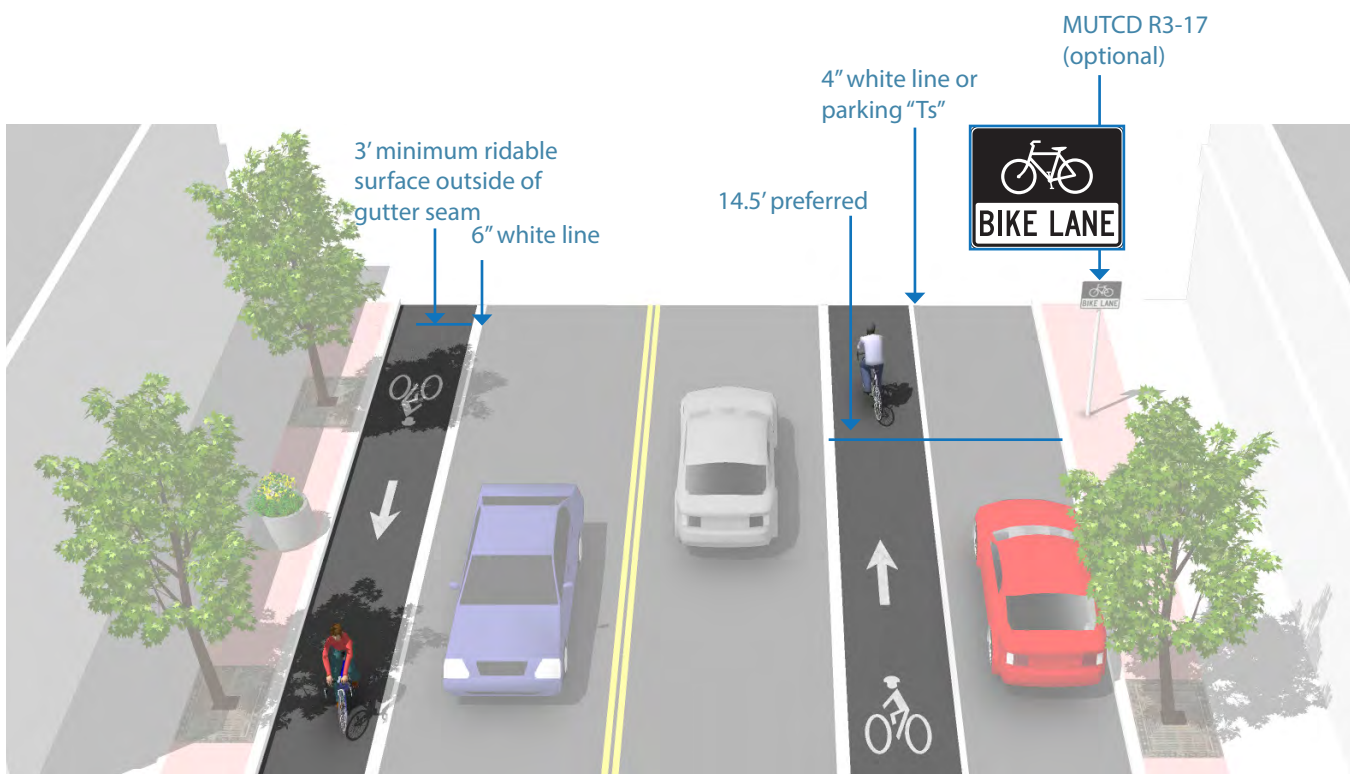 MUTCD R3-17
(optional)
4” white line or
parking “Ts”
3’ minimum ridable
surface outside of
gutter seam
14.5’ preferred
6” white line
BIKE LANE
BIKE LANE